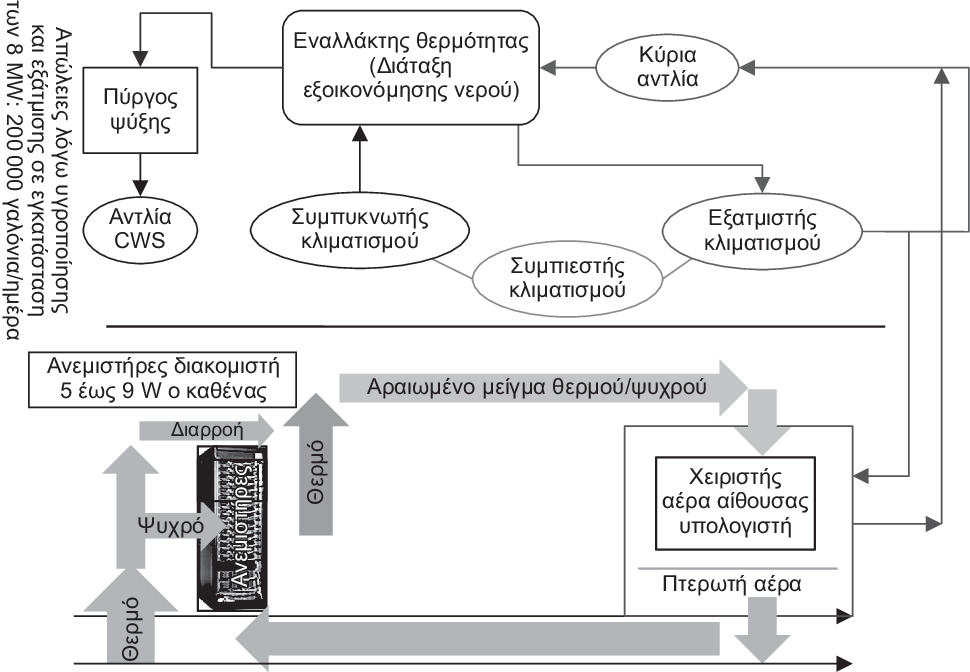 Απώλειες λόγω υγροποίησης
και εξάτμισης σε εγκατάσταση
των 8 MW: 200 000 γαλόνια/ημέρα
Πύργος
ψύξης
Αντλία
CWS
Εναλλάκτης θερμότητας
(Διάταξη
εξοικονόμησης νερού)
Κύρια
αντλία
Συμπυκνωτής
κλιματισμού
Συμπιεστής
κλιματισμού
Εξατμιστής
κλιματισμού
Ανεμιστήρες διακομιστή
5 έως 9 W ο καθένας
Αραιωμένο μείγμα θερμού/ψυχρού
Διαρροή
Θερμό
Ψυχρό
Ανεμιστήρες
Θερμό
Χειριστής
αέρα αίθουσας
υπολογιστή
Πτερωτή αέρα